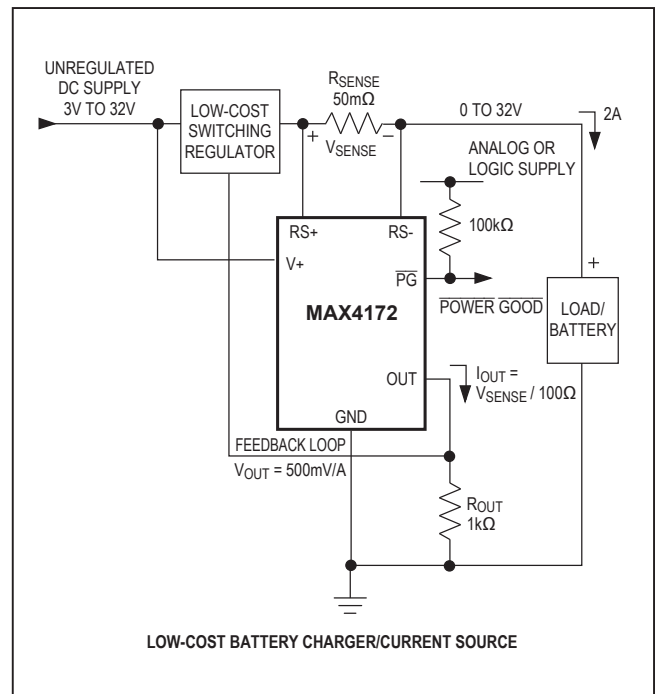 UNREGULATED
DC SUPPLY
3V TO 32V
LOW-COST
SWITCHING
REGULATOR
RSENSE
50mΩ
+
VSENSE
−
0 TO 32V
2A
ANALOG OR
LOGIC SUPPLY
100kΩ
RS+
RS-
V+
PG
MAX4172
POWER GOOD
+
LOAD/
BATTERY
OUT
IOUT =
VSENSE / 100Ω
GND
FEEDBACK LOOP
VOUT = 500mV/A
ROUT
1kΩ
LOW-COST BATTERY CHARGER/CURRENT SOURCE